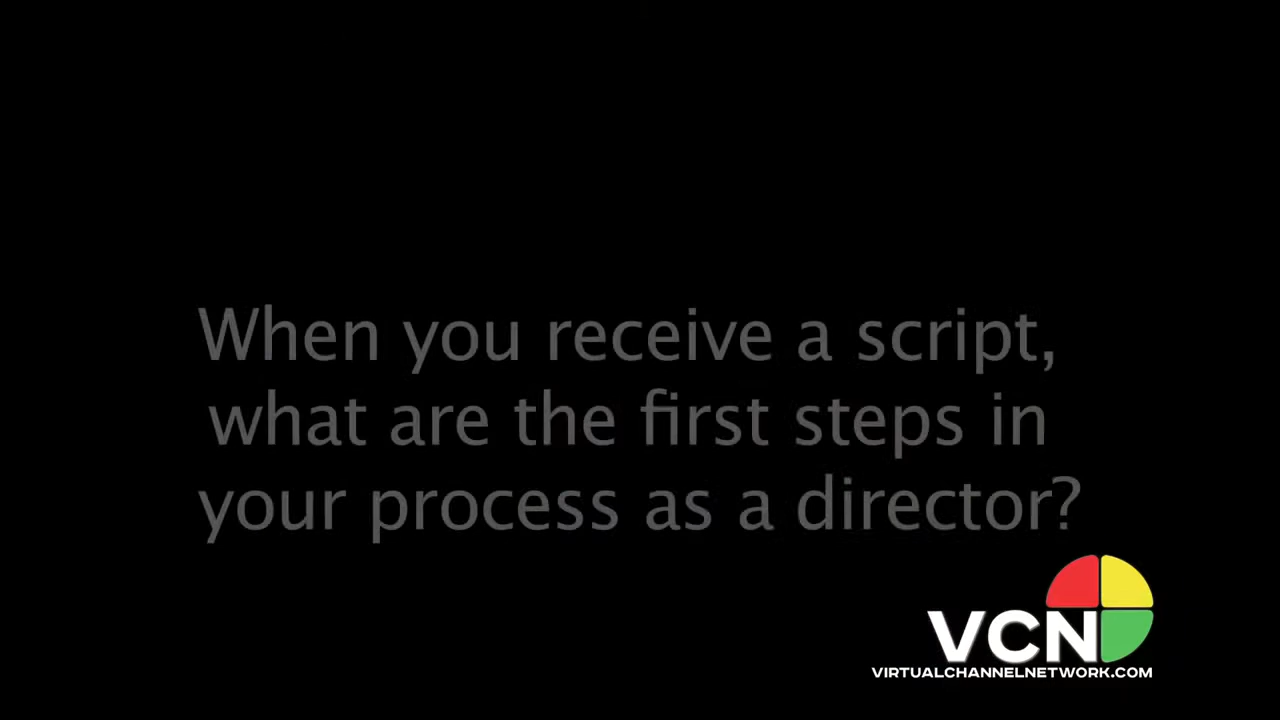 When you receive a script,
what are the first steps in
your process as a director?
VCN
VIRTUALCHANNELNETWORK.COM